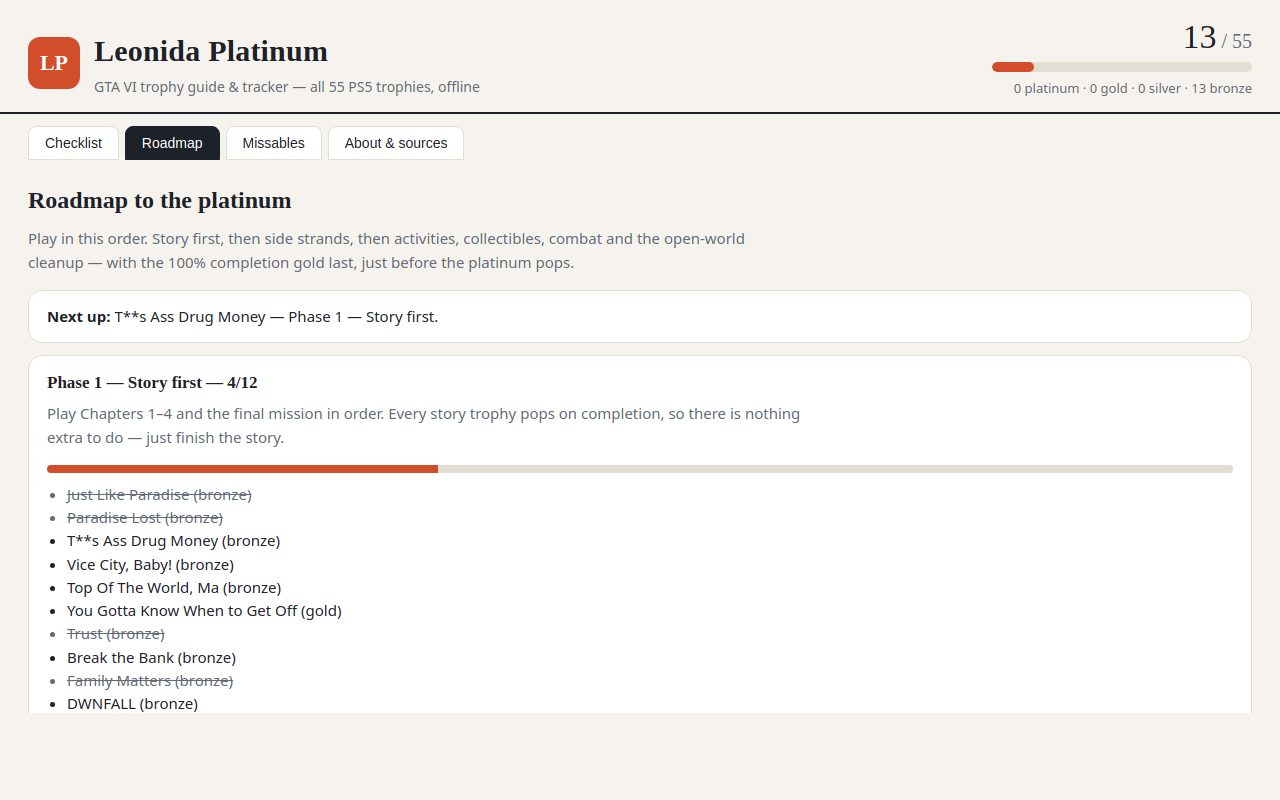 LP
Leonida Platinum
GTA VI trophy guide & tracker — all 55 PS5 trophies, offline
13 / 55
0 platinum · 0 gold · 0 silver · 13 bronze
Checklist
Roadmap
Missables
About & sources
Roadmap to the platinum
Play in this order. Story first, then side strands, then activities, collectibles, combat and the open-world
cleanup — with the 100% completion gold last, just before the platinum pops.
Next up: T**s Ass Drug Money — Phase 1 — Story first.
Phase 1 — Story first — 4/12
Play Chapters 1–4 and the final mission in order. Every story trophy pops on completion, so there is nothing
extra to do — just finish the story.
Just Like Paradise (bronze)
Paradise Lost (bronze)
T**s Ass Drug Money (bronze)
Vice City, Baby! (bronze)
Top Of The World, Ma (bronze)
You Gotta Know When to Get Off (gold)
Trust (bronze)
Break the Bank (bronze)
Family Matters (bronze)
DWNFALL (bronze)